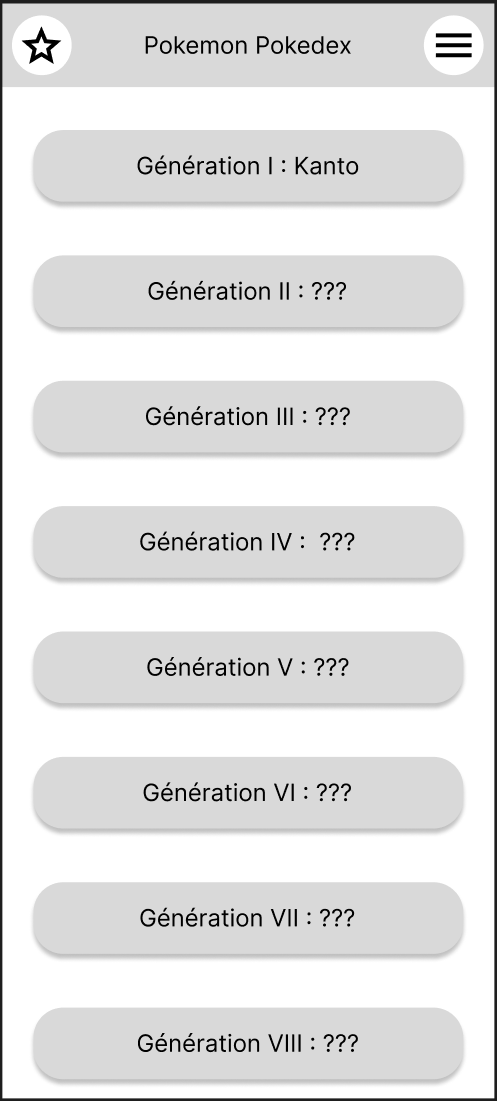 Pokemon Pokedex
Génération I : Kanto
Génération II : ???
Génération III : ???
Génération IV :  ???
Génération V : ???
Génération VI : ???
Génération VII : ???
Génération VIII : ???